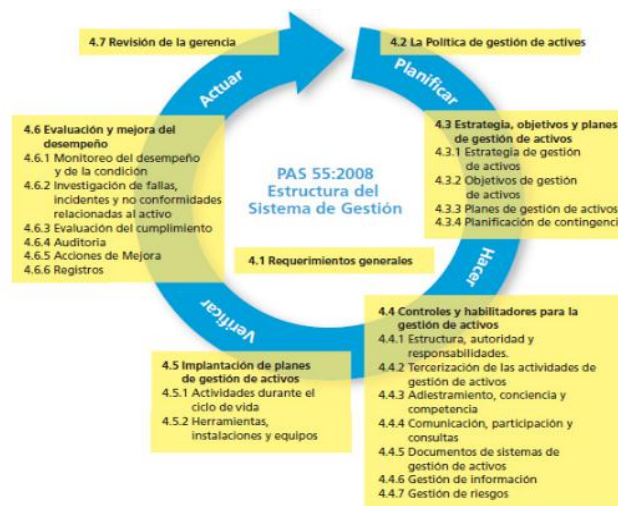 4.7 Revisión de la gerencia
4.2 La Política de gestión de actives
Actuar
Planificar
4.6 Evaluación y mejora del
desempeño
4.6.1 Monitoreo del desempeño
y de la condición
4.6.2 Investigación de fallas,
incidentes y no conformidades
relacionadas al activo
4.6.3 Evaluación del cumplimiento
4.6.4 Auditoria
4.6.5 Acciones de Mejora
4.6.6 Registros
PAS 55:2008
Estructura del
Sistema de Gestión
4.3 Estrategia, objetivos y planes
de gestión de activos
4.3.1 Estrategia de gestión
de activos
4.3.2 Objetivos de gestión
de activos
4.3.3 Planes de gestión de activos
4.3.4 Planificación de contingenci
4.1 Requerimientos generales
Hacer
Verificar
4.5 Implantación de planes
de gestión de activos
4.5.1 Actividades durante el
ciclo de vida
4.5.2 Herramientas,
instalaciones y equipos
4.4 Controles y habilitadores para la
gestión de activos
4.4.1 Estructura, autoridad y
responsabilidades.
4.4.2 Tercerización de las actividades de
gestión de activos
4.4.3 Adiestramiento, conciencia y
competencia
4.4.4 Comunicación, participación y
consultas
4.4.5 Documentos de sistemas de
gestión de activos
4.4.6 Gestión de información
4.4.7 Gestión de riesgos